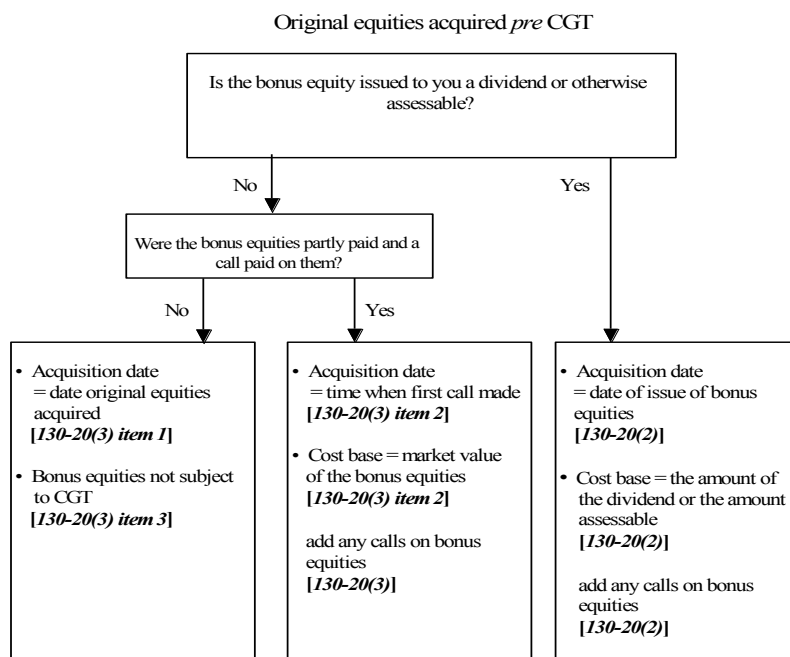 Original equities acquired pre CGT
Is the bonus equity issued to you a dividend or otherwise
assessable?
No
Yes
Were the bonus equities partly paid and a
call paid on them?
No
Yes
• Acquisition date
= date original equities
acquired
[130-20(3) item 1]
• Bonus equities not subject
to CGT
[130-20(3) item 3]
• Acquisition date
= time when first call made
[130-20(3) item 2]
• Cost base = market value
of the bonus equities
[130-20(3) item 2]
add any calls on bonus
equities
[130-20(3)]
• Acquisition date
= date of issue of bonus
equities
[130-20(2)]
• Cost base = the amount of
the dividend or the amount
assessable
[130-20(2)]
add any calls on bonus
equities
[130-20(2)]